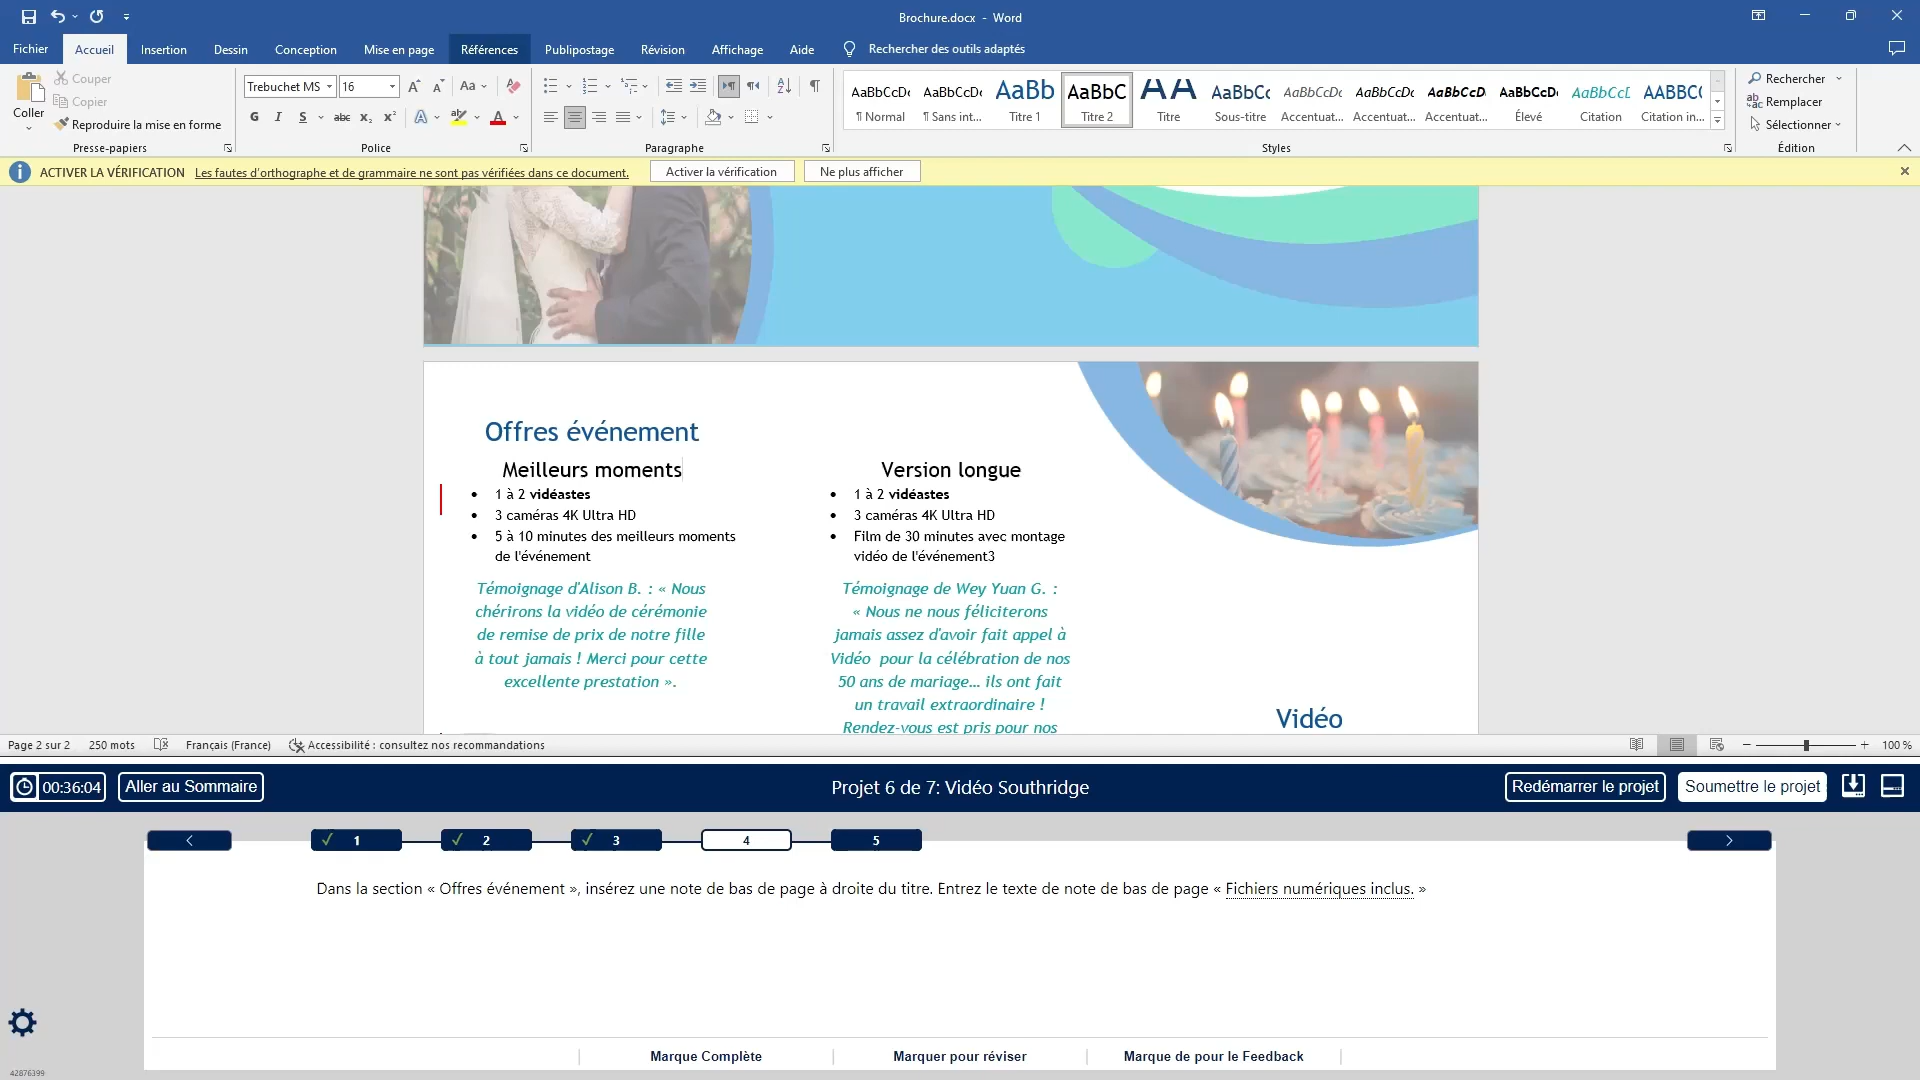 Brochure.docx - Word
Fichier Accueil Insertion Dessin Conception Mise en page Références Publipostage Révision Affichage Aide Rechercher des outils adaptés
Coller
Couper
Copier
Reproduire la mise en forme
Presse-papiers
Trebuchet MS 16 Aa
G I S abc x₂ x² A A
Police
Paragraphe
AaBbCcDc AaBbCcDc AaBb AaBbC AA AaBbCc AaBbCcDc AaBbCcDc AaBbCcD AaBbCcDc AaBbCcL AABBC(
¶ Normal ¶ Sans int... Titre 1 Titre 2 Titre Sous-titre Accentuat... Accentuat... Accentuat... Élevé Citation Citation in...
Styles
Rechercher
Remplacer
Sélectionner
Édition
ACTIVER LA VÉRIFICATION Les fautes d'orthographe et de grammaire ne sont pas vérifiées dans ce document. Activer la vérification Ne plus afficher
Offres événement
Meilleurs moments
• 1 à 2 vidéastes
• 3 caméras 4K Ultra HD
• 5 à 10 minutes des meilleurs moments
de l'événement
Témoignage d'Alison B. : « Nous
chérirons la vidéo de cérémonie
de remise de prix de notre fille
à tout jamais ! Merci pour cette
excellente prestation ».
Version longue
• 1 à 2 vidéastes
• 3 caméras 4K Ultra HD
• Film de 30 minutes avec montage
vidéo de l'événement3
Témoignage de Wey Yuan G. :
« Nous ne nous féliciterons
jamais assez d'avoir fait appel à
Vidéo pour la célébration de nos
50 ans de mariage... ils ont fait
un travail extraordinaire !
Rendez-vous est pris pour nos
Vidéo
Page 2 sur 2 250 mots Français (France) Accessibilité : consultez nos recommandations 100 %
00:36:04 Aller au Sommaire Projet 6 de 7: Vidéo Southridge Redémarrer le projet Soumettre le projet
1 2 3 4 5
Dans la section « Offres événement », insérez une note de bas de page à droite du titre. Entrez le texte de note de bas de page « Fichiers numériques inclus. »
Marque Complète Marquer pour réviser Marque de pour le Feedback
42876399